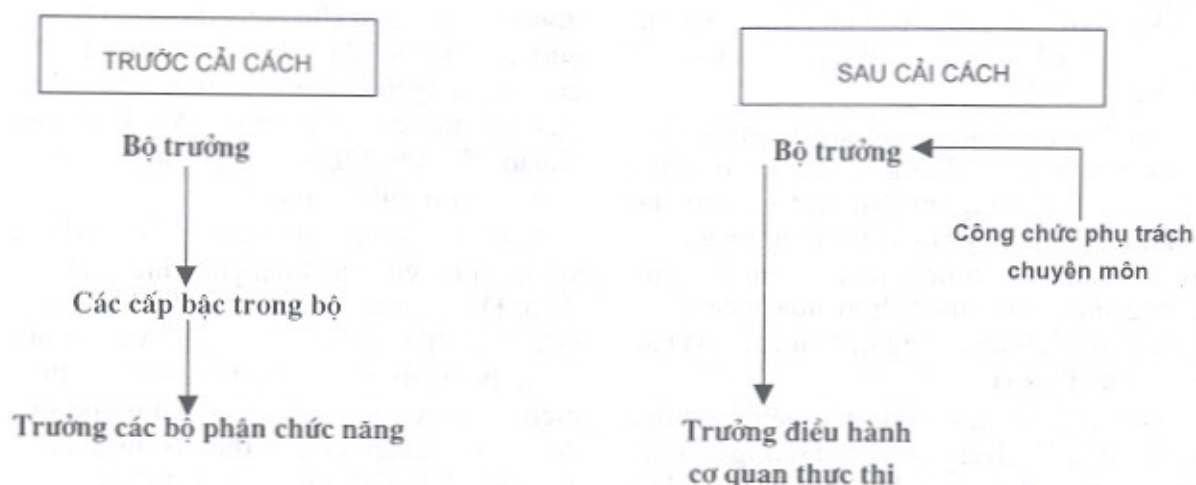 TRƯỚC CẢI CÁCH
Bộ trưởng
Các cấp bậc trong bộ
Trưởng các bộ phận chức năng
SAU CẢI CÁCH
Bộ trưởng
Công chức phụ trách
chuyên môn
Trưởng điều hành
cơ quan thực thi